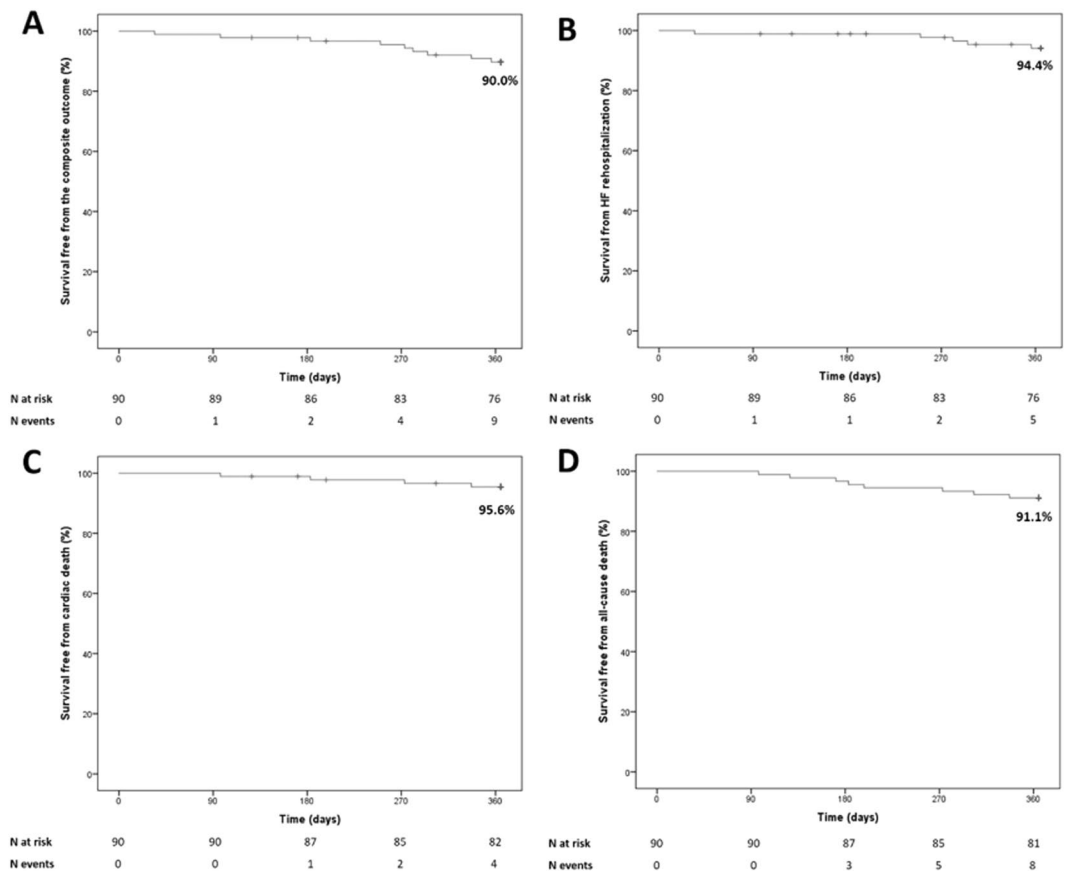 A
Survival free from the composite outcome (%)
100
80
60
40
20
0
90.0%
0 90 180 270 360
Time (days)
N at risk 90 89 86 83 76
N events 0 1 2 4 9
B
Survival from HF rehospitalization (%)
100
80
60
40
20
0
94.4%
0 90 180 270 360
Time (days)
N at risk 90 89 86 83 76
N events 0 1 1 2 5
C
Survival free from cardiac death (%)
100
80
60
40
20
0
95.6%
0 90 180 270 360
Time (days)
N at risk 90 90 87 85 82
N events 0 0 1 2 4
D
Survival free from all-cause death (%)
100
80
60
40
20
0
91.1%
0 90 180 270 360
Time (days)
N at risk 90 90 87 85 81
N events 0 0 3 5 8